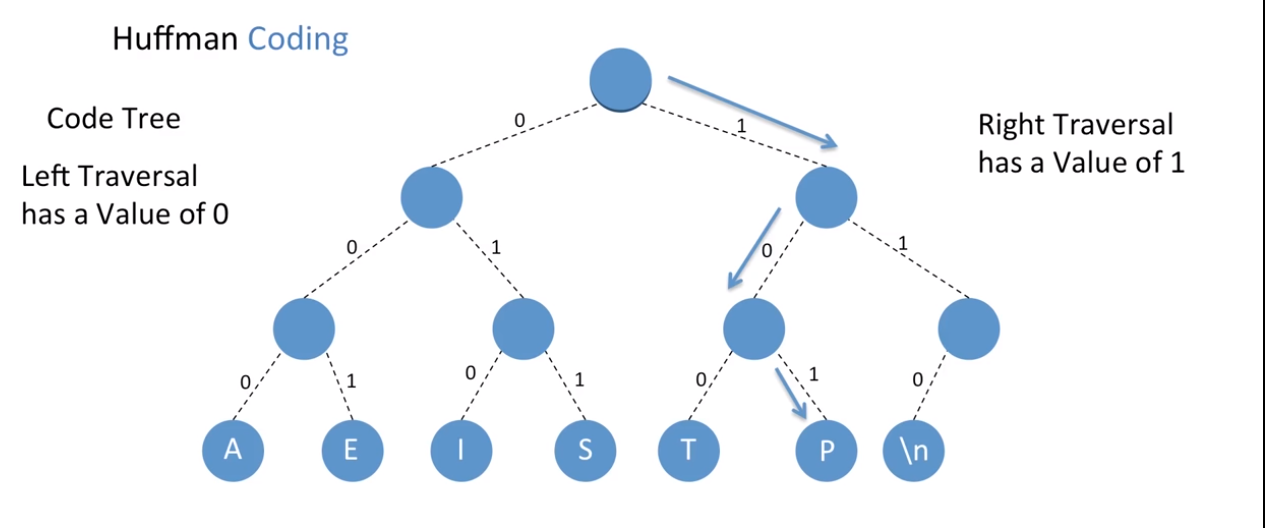 Huffman Coding
Code Tree
Left Traversal
has a Value of 0
Right Traversal
has a Value of 1
0
1
0
1
0
1
0
1
0
1
0
1
0
A
E
I
S
T
P
\n